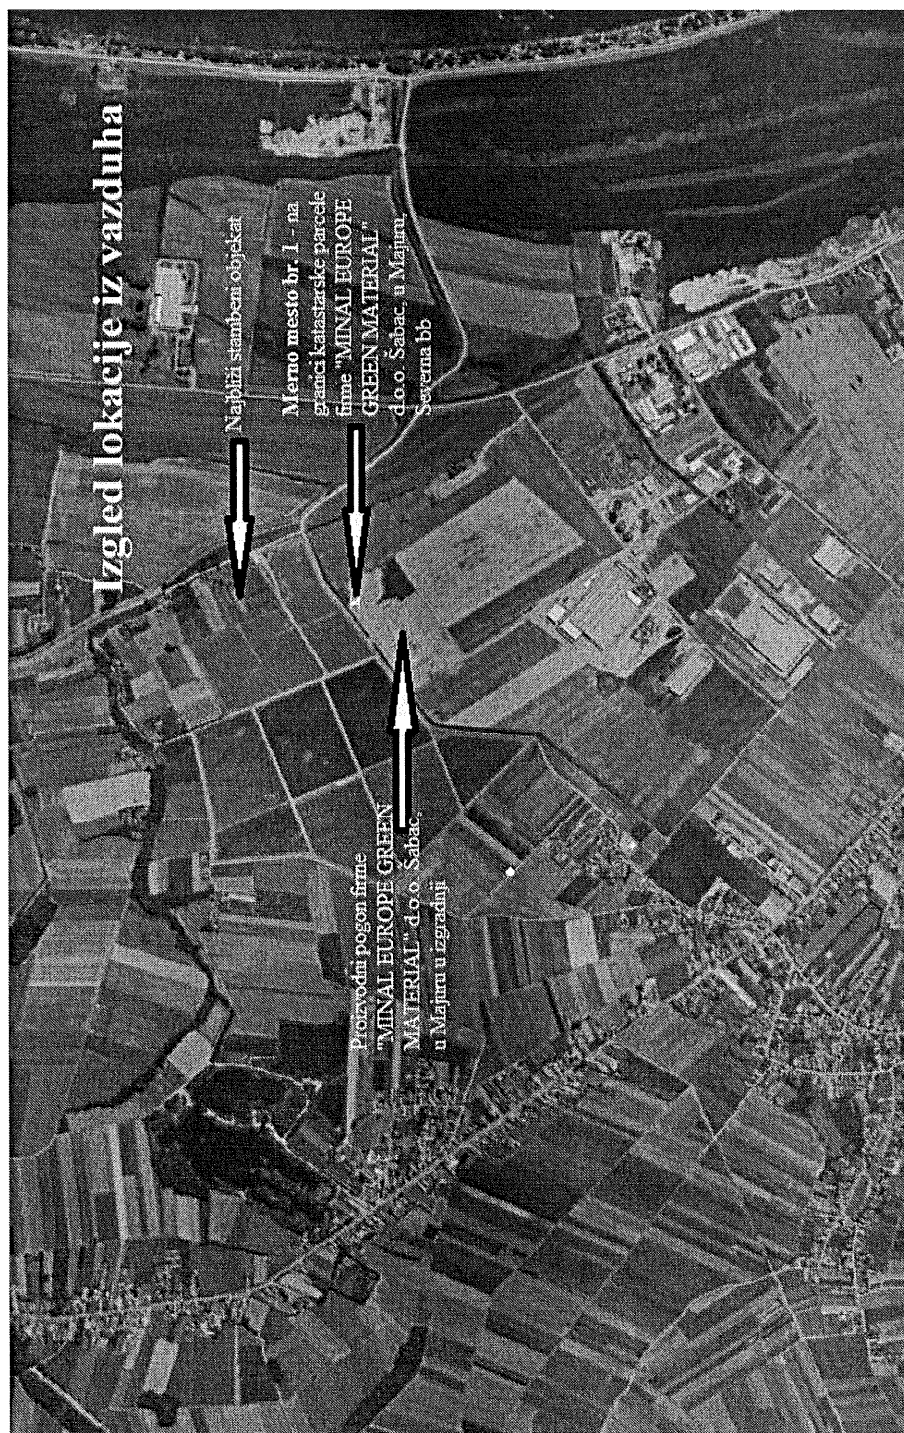 Izgled lokacije iz vazduha
Najbliži stambeni objekat
Merno mesto br. 1 - na
granici katastarske parcele
firme "MINAL EUROPE
GREEN MATERIAL"
d.o.o. Šabac, u Majuru,
Severna bb
Proizvodni pogon firme
"MINAL EUROPE GREEN
MATERIAL" d.o.o. Šabac,
u Majuru u izgradnji